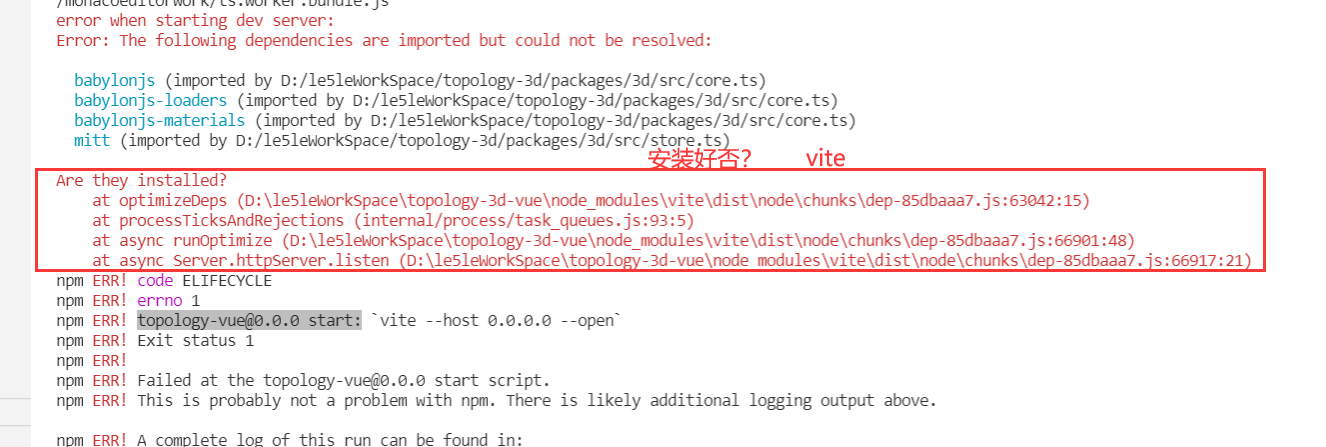 /monacoeditorwork/ts.worker.bundle.js
error when starting dev server:
Error: The following dependencies are imported but could not be resolved:
babylonjs (imported by D:/le5leWorkSpace/topology-3d/packages/3d/src/core.ts)
babylonjs-loaders (imported by D:/le5leWorkSpace/topology-3d/packages/3d/src/core.ts)
babylonjs-materials (imported by D:/le5leWorkSpace/topology-3d/packages/3d/src/core.ts)
mitt (imported by D:/le5leWorkSpace/topology-3d/packages/3d/src/store.ts)
安装好否? vite
Are they installed?
at optimizeDeps (D:\le5leWorkSpace\topology-3d-vue\node_modules\vite\dist\node\chunks\dep-85dbaaa7.js:63042:15)
at processTicksAndRejections (internal/process/task_queues.js:93:5)
at async runOptimize (D:\le5leWorkSpace\topology-3d-vue\node_modules\vite\dist\node\chunks\dep-85dbaaa7.js:66901:48)
at async Server.httpServer.listen (D:\le5leWorkSpace\topology-3d-vue\node_modules\vite\dist\node\chunks\dep-85dbaaa7.js:66917:21)
npm ERR! code ELIFECYCLE
npm ERR! errno 1
npm ERR! topology-vue@0.0.0 start: `vite --host 0.0.0.0 --open`
npm ERR! Exit status 1
npm ERR!
npm ERR! Failed at the topology-vue@0.0.0 start script.
npm ERR! This is probably not a problem with npm. There is likely additional logging output above.
npm ERR! A complete log of this run can be found in: